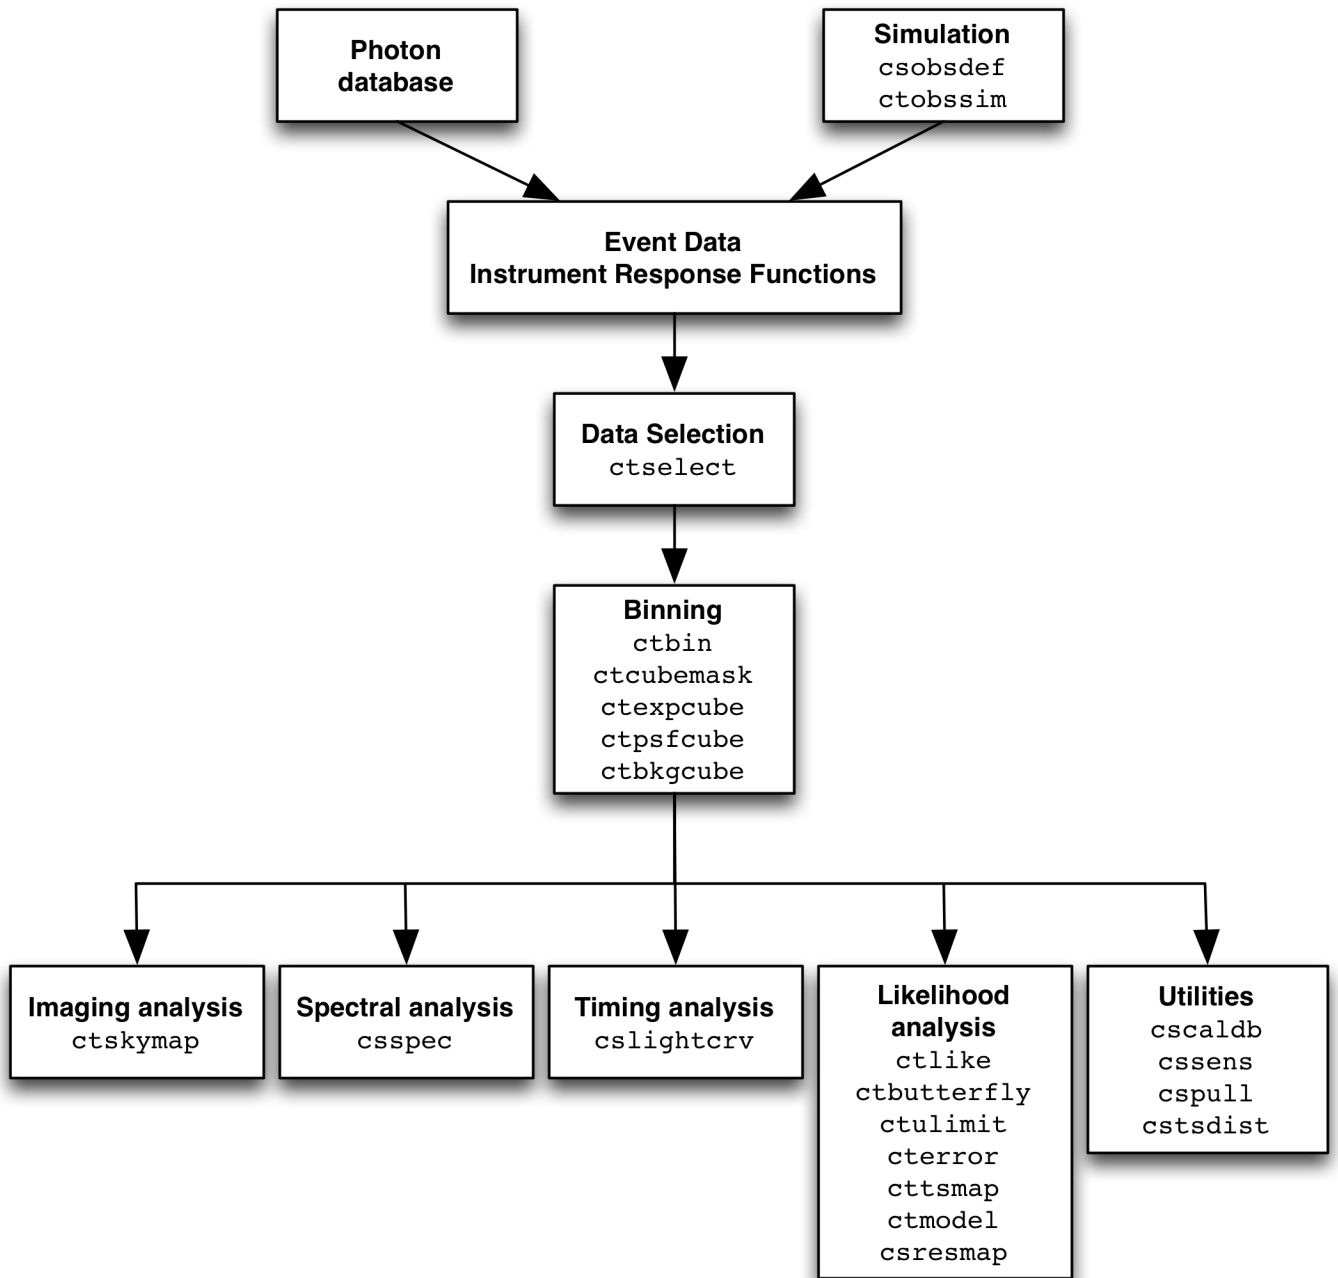 Photon
database
Simulation
csobsdef
ctobssim
Event Data
Instrument Response Functions
Data Selection
ctselect
Binning
ctbin
ctcubemask
ctexpcube
ctpsfcube
ctbkgcube
Imaging analysis
ctskymap
Spectral analysis
csspec
Timing analysis
cslightcrv
Likelihood
analysis
ctlike
ctbutterfly
ctulimit
cterror
cttsmap
ctmodel
csresmap
Utilities
cscaldb
cssens
cspull
cstsdist